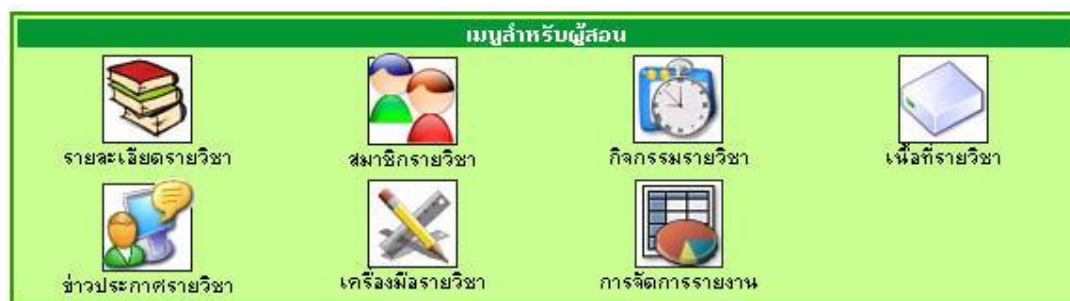 เมนูสำหรับผู้สอน
รายละเอียดรายวิชา
สมาชิกรายวิชา
กิจกรรมรายวิชา
เนื้อที่รายวิชา
ข่าวประกาศรายวิชา
เครื่องมือรายวิชา
การจัดการรายงาน